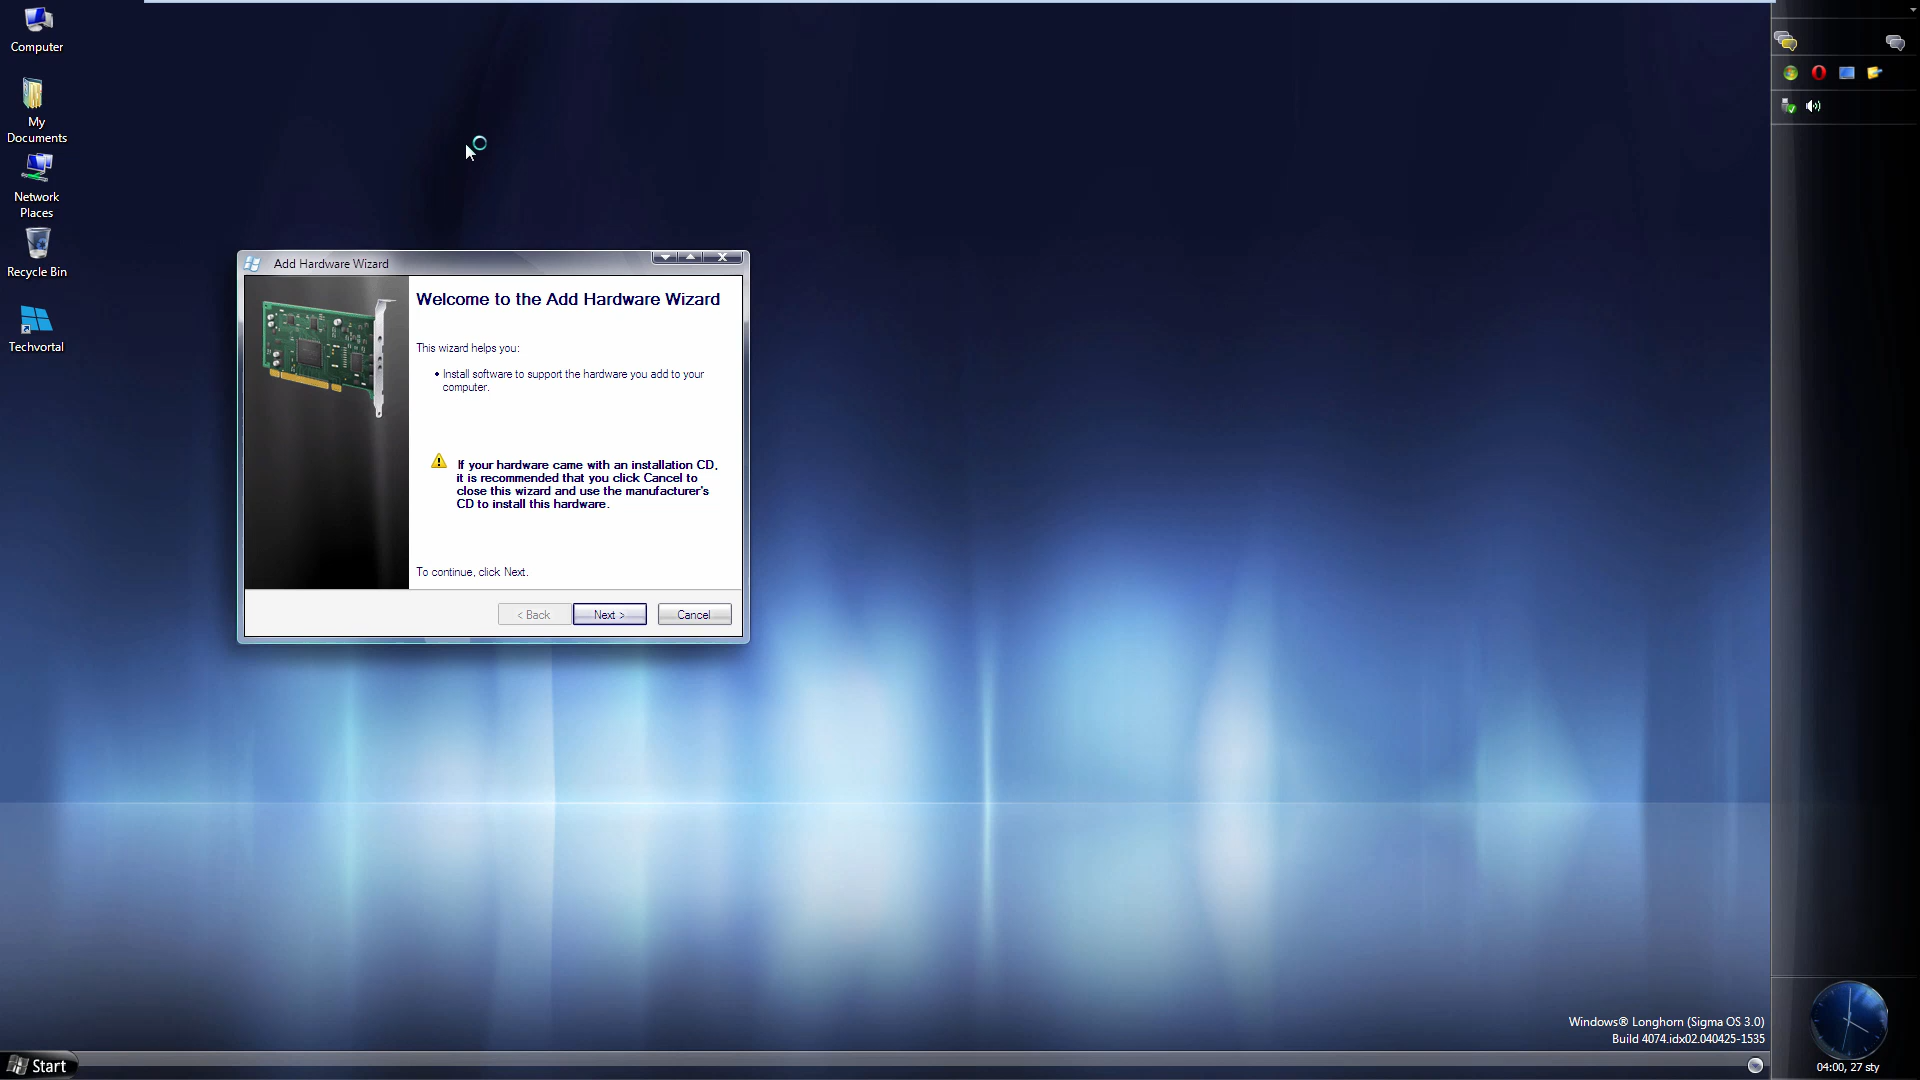 Computer
My
Documents
Network
Places
Recycle Bin
Techvortal
Add Hardware Wizard
Welcome to the Add Hardware Wizard
This wizard helps you:
• Install software to support the hardware you add to your
computer.
If your hardware came with an installation CD,
it is recommended that you click Cancel to
close this wizard and use the manufacturer's
CD to install this hardware.
To continue, click Next.
< Back
Next >
Cancel
Windows® Longhorn (Sigma OS 3.0)
Build 4074.idx02.040425-1535
Start
04:00, 27 sty